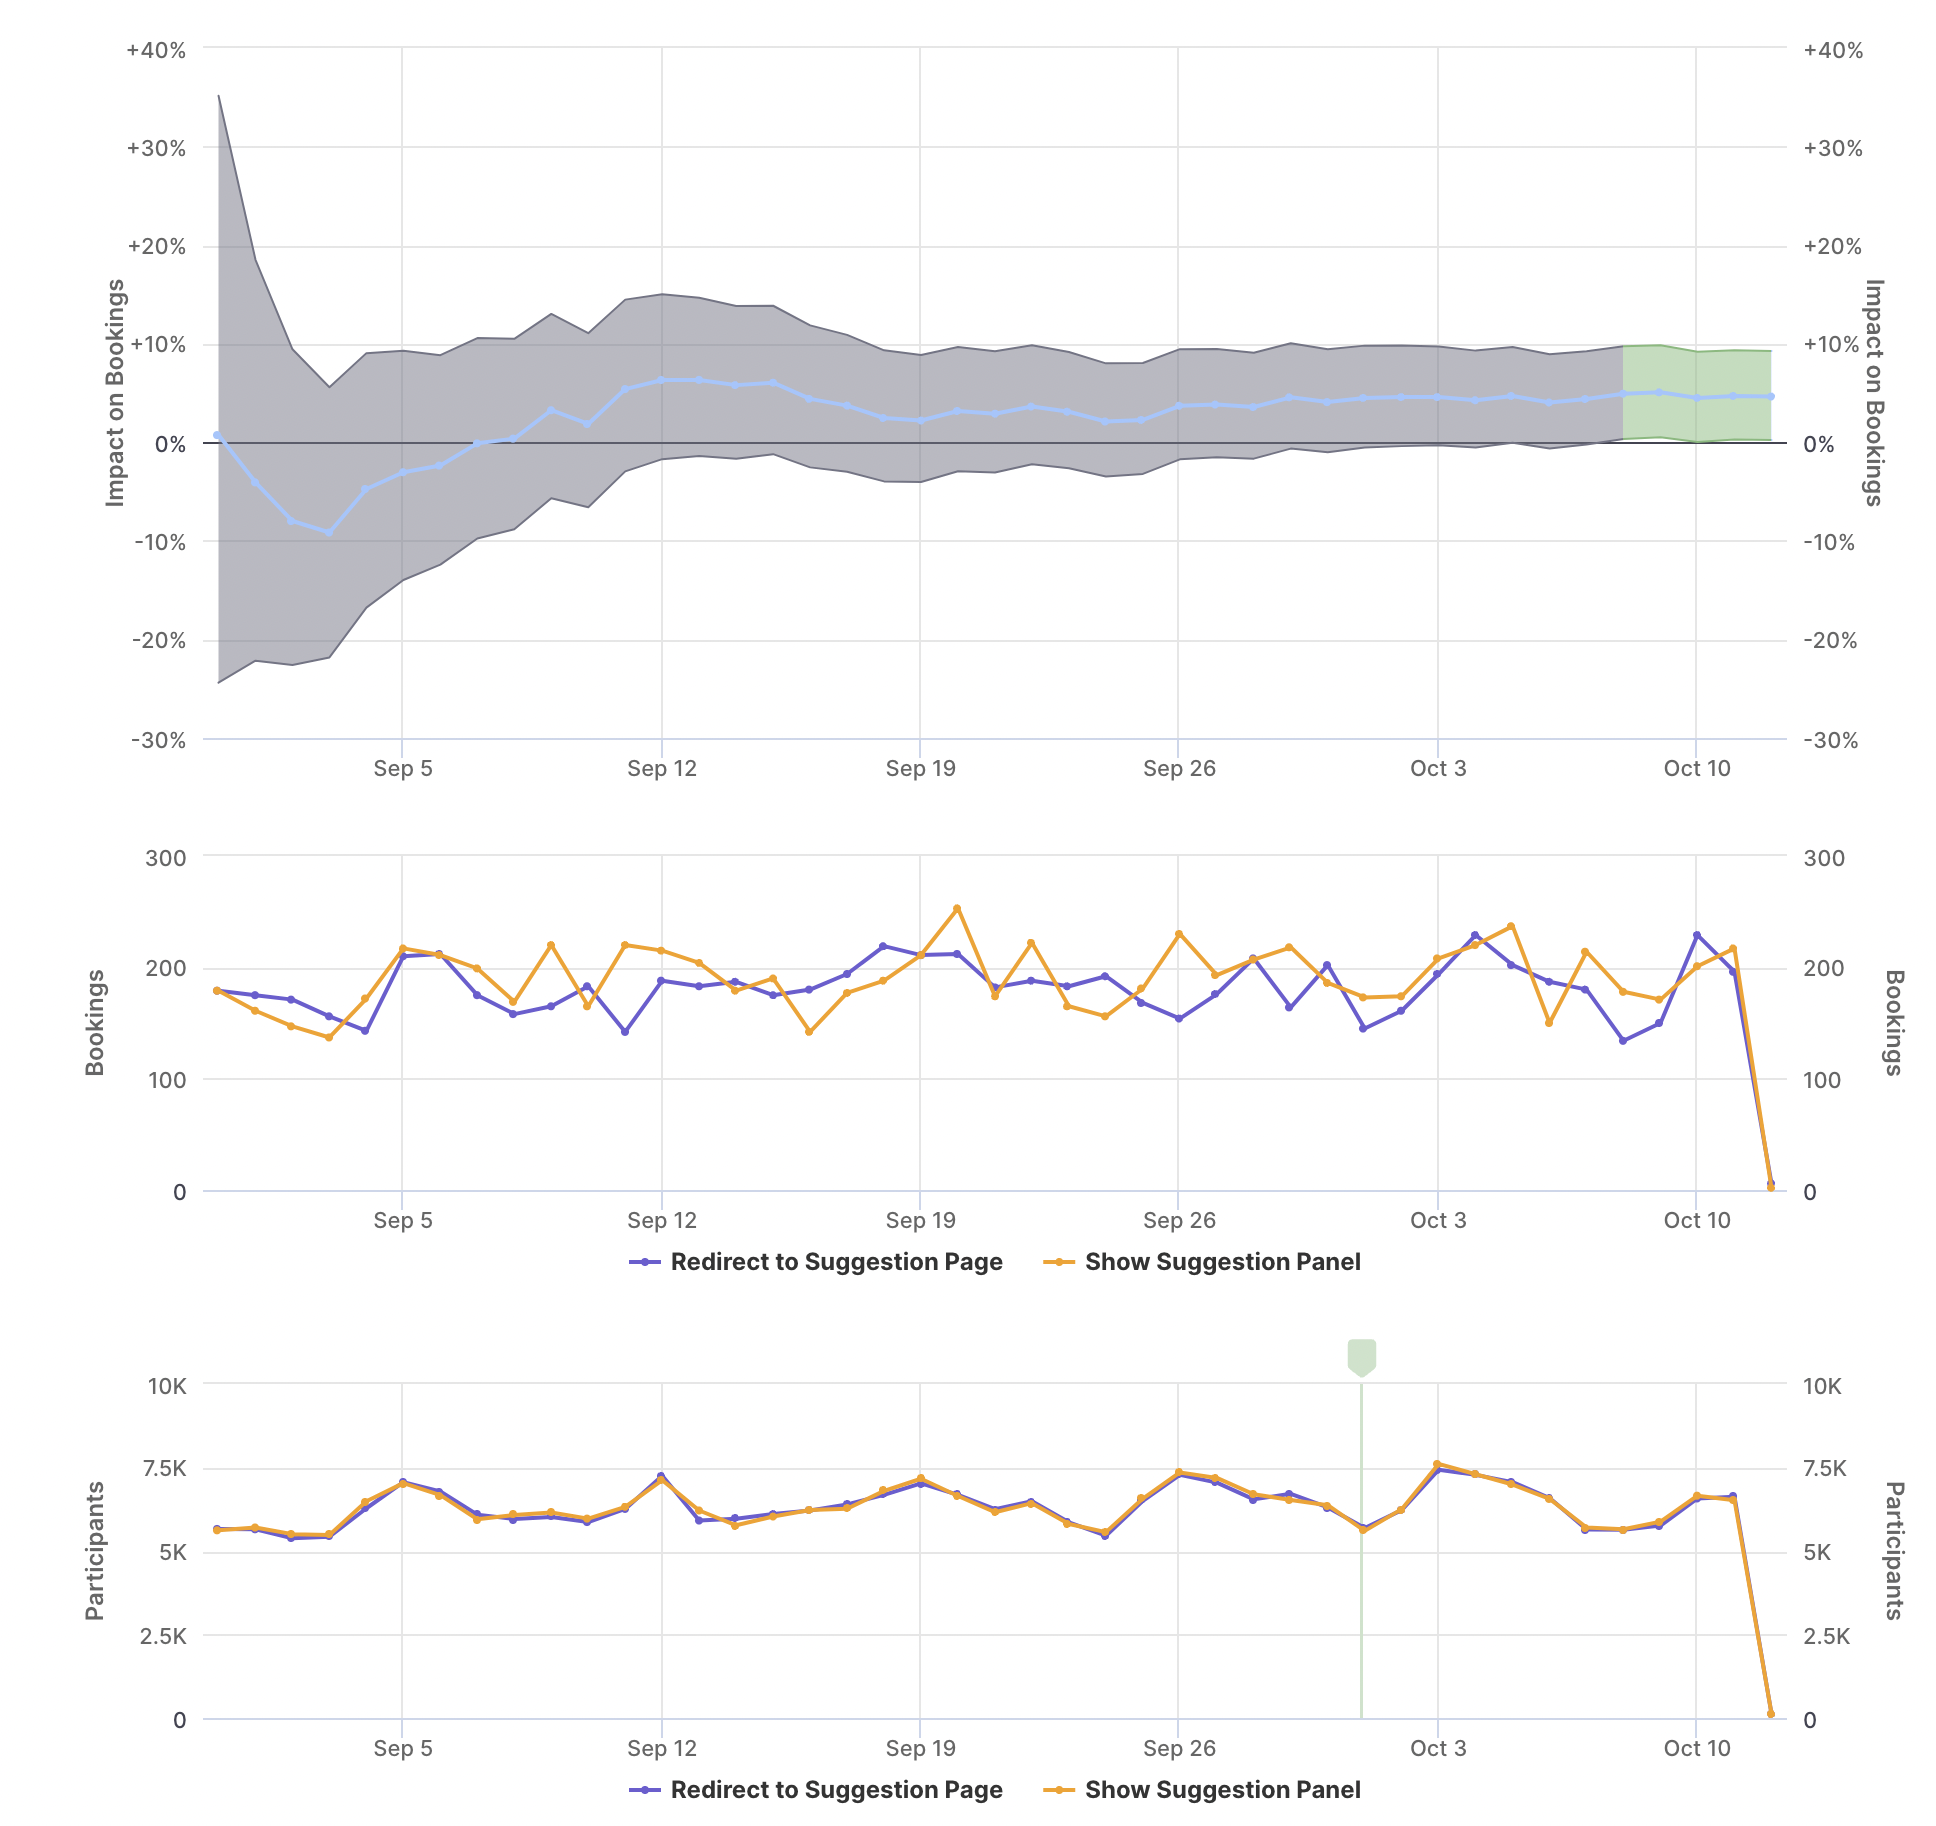 +40% +40%
+30% +30%
+20% +20%
+10% +10%
0% 0%
-10% -10%
-20% -20%
-30% -30%
Impact on Bookings
Impact on Bookings
Sep 5 Sep 12 Sep 19 Sep 26 Oct 3 Oct 10
300 300
200 200
100 100
0 0
Bookings
Bookings
Sep 5 Sep 12 Sep 19 Sep 26 Oct 3 Oct 10
Redirect to Suggestion Page Show Suggestion Panel
10K 10K
7.5K 7.5K
5K 5K
2.5K 2.5K
0 0
Participants
Participants
Sep 5 Sep 12 Sep 19 Sep 26 Oct 3 Oct 10
Redirect to Suggestion Page Show Suggestion Panel